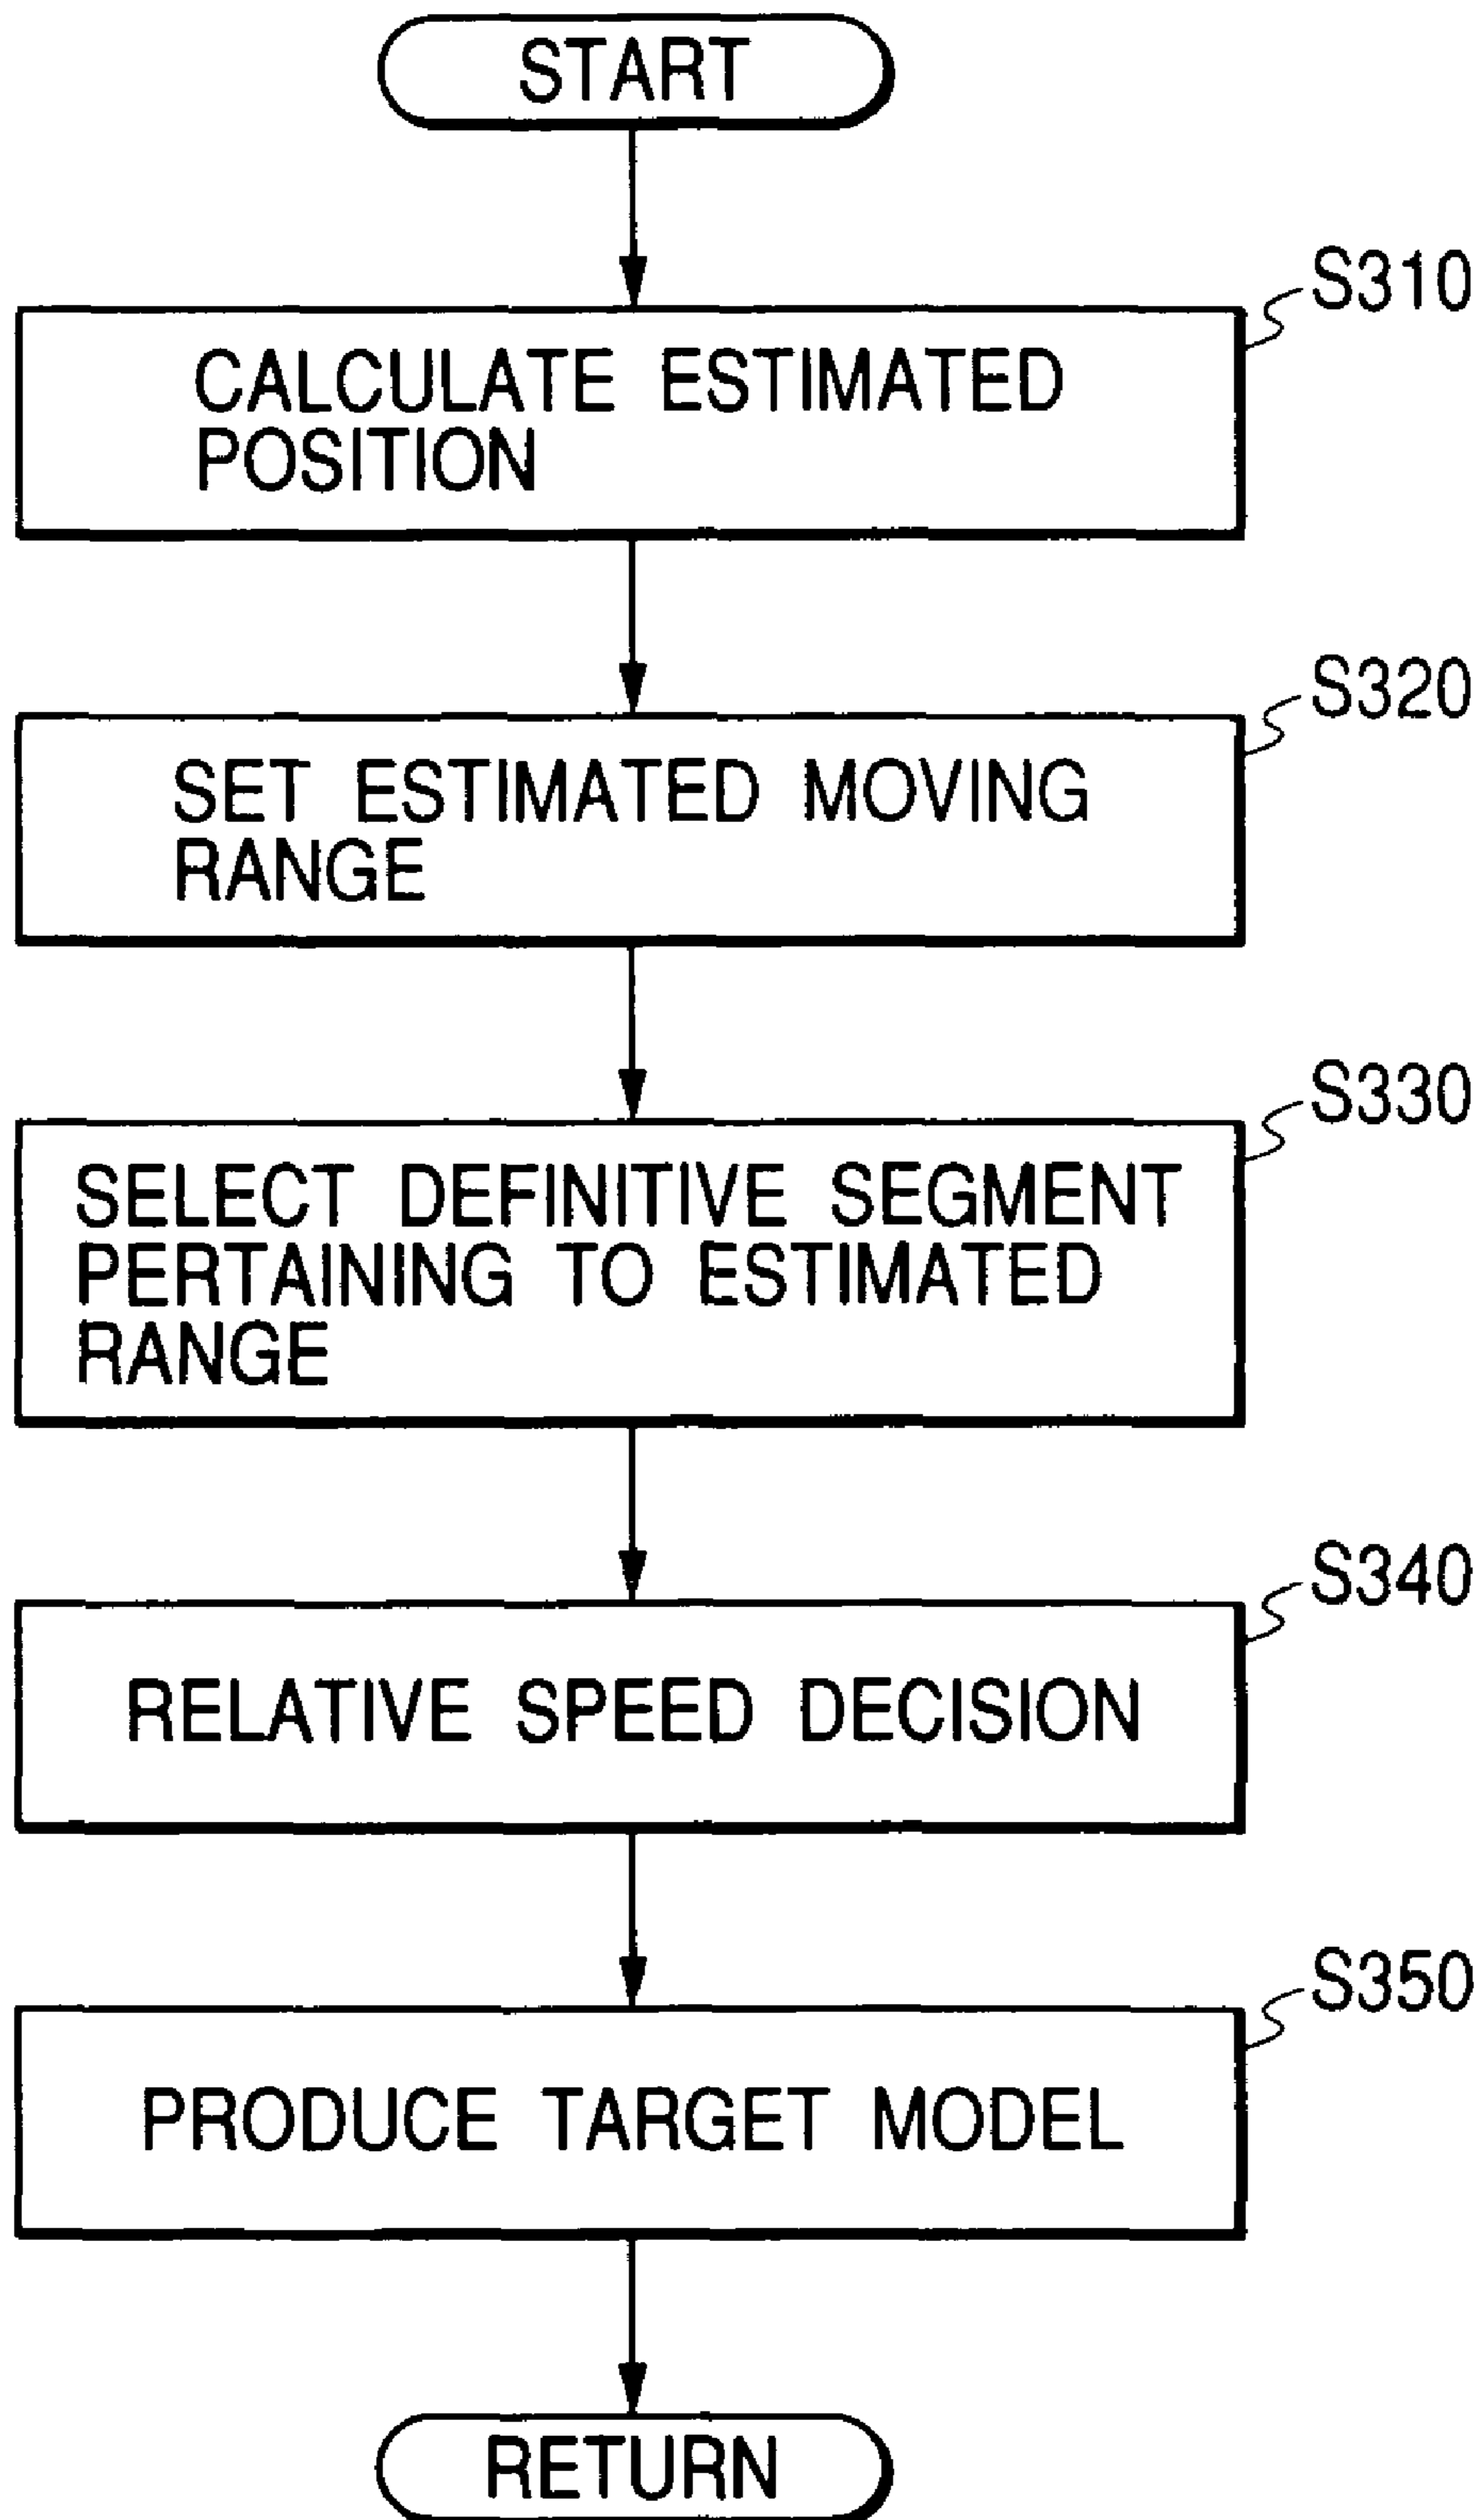 START
S310
CALCULATE ESTIMATED
POSITION
S320
SET ESTIMATED MOVING
RANGE
S330
SELECT DEFINITIVE SEGMENT
PERTAINING TO ESTIMATED
RANGE
S340
RELATIVE SPEED DECISION
S350
PRODUCE TARGET MODEL
RETURN